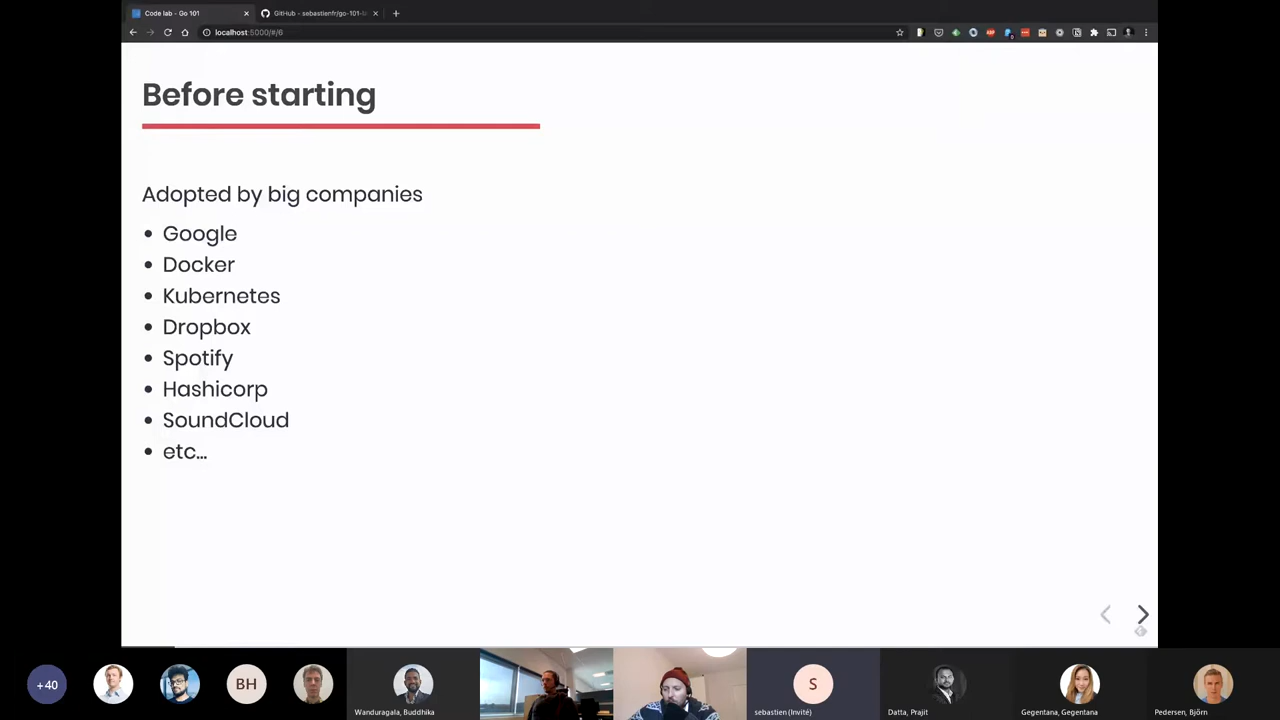 Code lab - Go 101
GitHub - sebastienfr/go-101-
localhost:5000/#/6
Before starting
Adopted by big companies
• Google
• Docker
• Kubernetes
• Dropbox
• Spotify
• Hashicorp
• SoundCloud
• etc...
+40
BH
S
Wanduragala, Buddhika
sebastien (Invité)
Datta, Prajit
Gegentana, Gegentana
Pedersen, Björn